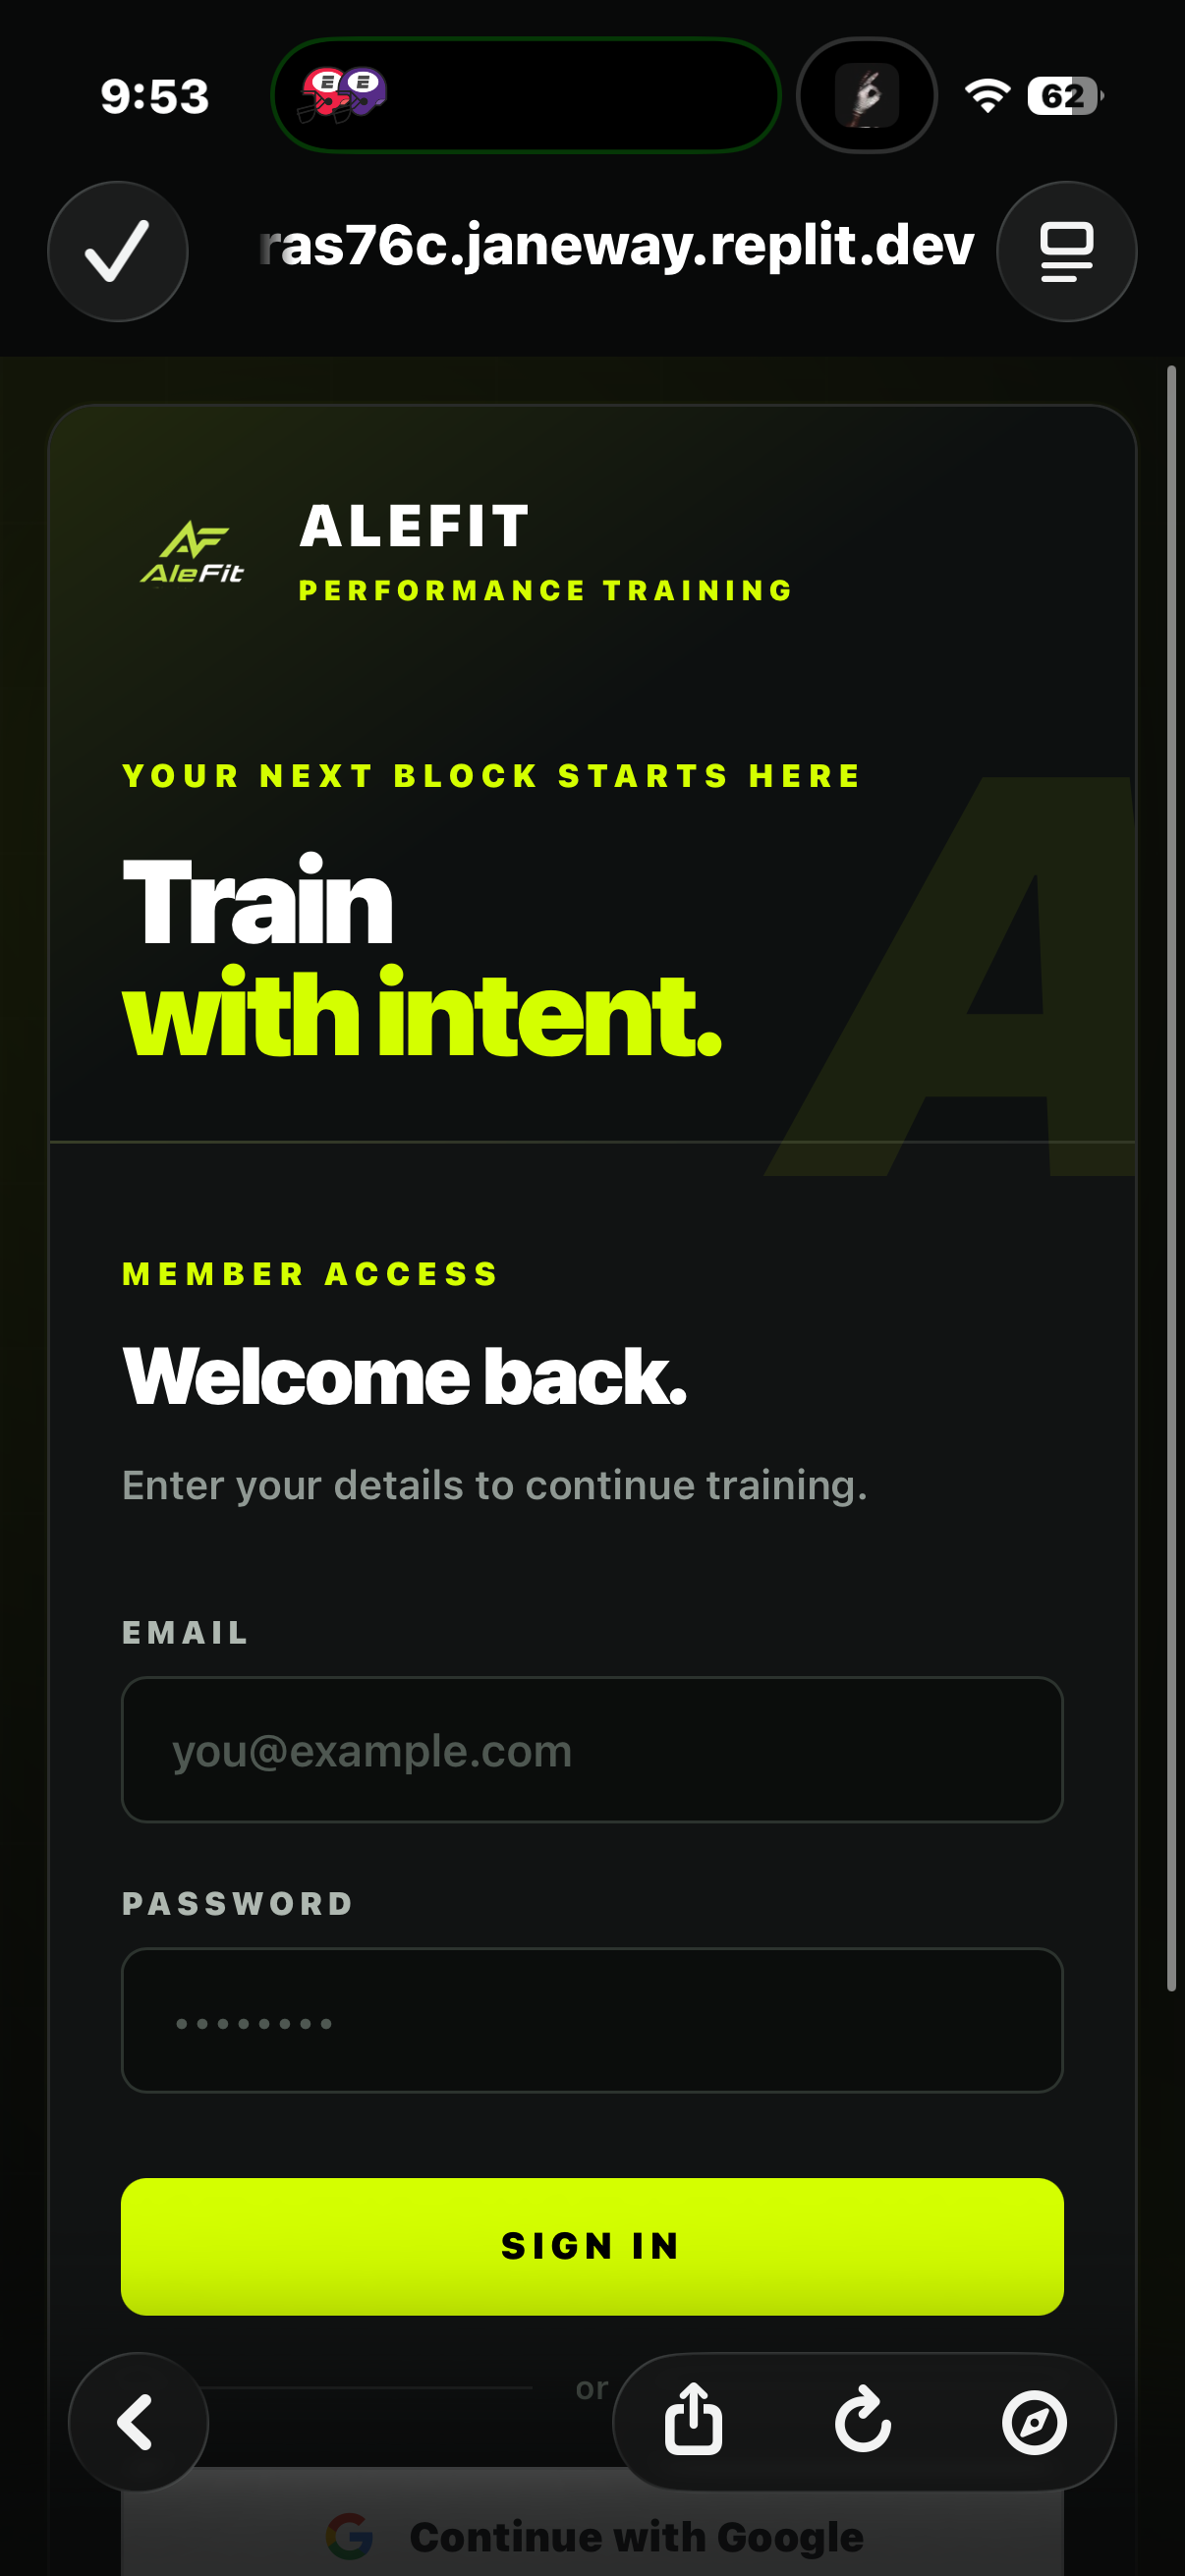 9:53
E E
62
ras76c.janeway.replit.dev
AF
AleFit
ALEFIT
PERFORMANCE TRAINING
YOUR NEXT BLOCK STARTS HERE
Train
with intent.
A
MEMBER ACCESS
Welcome back.
Enter your details to continue training.
EMAIL
you@example.com
PASSWORD
••••••••
SIGN IN
or
G Continue with Google